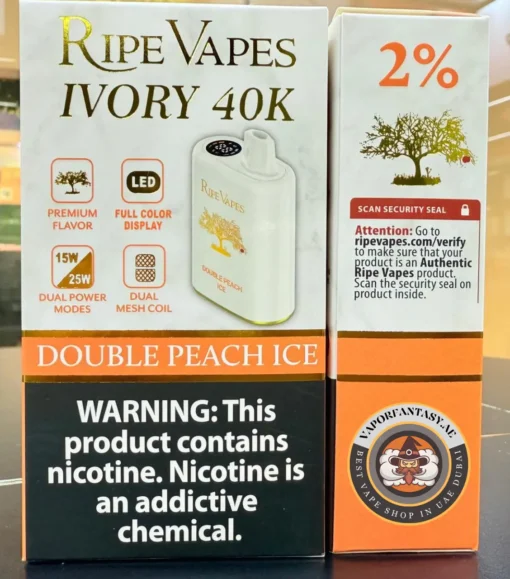 RIPE VAPES
IVORY 40K
LED
PREMIUM
FLAVOR
FULL COLOR
DISPLAY
15W
25W
DUAL POWER
MODES
DUAL
MESH COIL
RIPE VAPES
DOUBLE PEACH
ICE
DOUBLE PEACH ICE
WARNING: This
product contains
nicotine. Nicotine is
an addictive
chemical.
2%
SCAN SECURITY SEAL
Attention: Go to
ripevapes.com/verify
to make sure that your
product is an Authentic
Ripe Vapes product.
Scan the security seal on
product inside.
VAPORFANTASY.AE
BEST VAPE SHOP IN UAE DUBAI